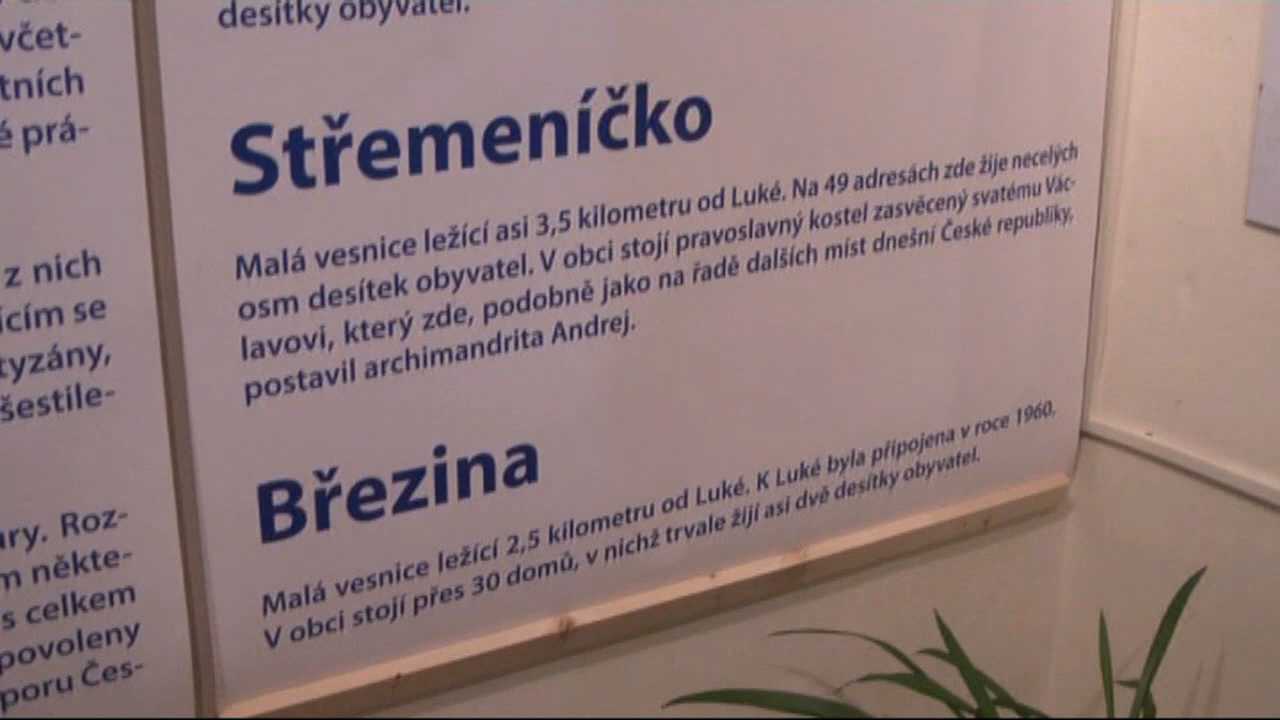 včet-
tních
é prá-
z nich
ícím se
tyzány,
šestile-
ury. Roz-
m někte-
s celkem
povoleny
poru Čes-
desítky obyvatel.
Střemeníčko
Malá vesnice ležící asi 3,5 kilometru od Luké. Na 49 adresách zde žije necelých
osm desítek obyvatel. V obci stojí pravoslavný kostel zasvěcený svatému Vác-
lavovi, který zde, podobně jako na řadě dalších míst dnešní České republiky,
postavil archimandrita Andrej.
Březina
Malá vesnice ležící 2,5 kilometru od Luké. K Luké byla připojena v roce 1960.
V obci stojí přes 30 domů, v nichž trvale žijí asi dvě desítky obyvatel.